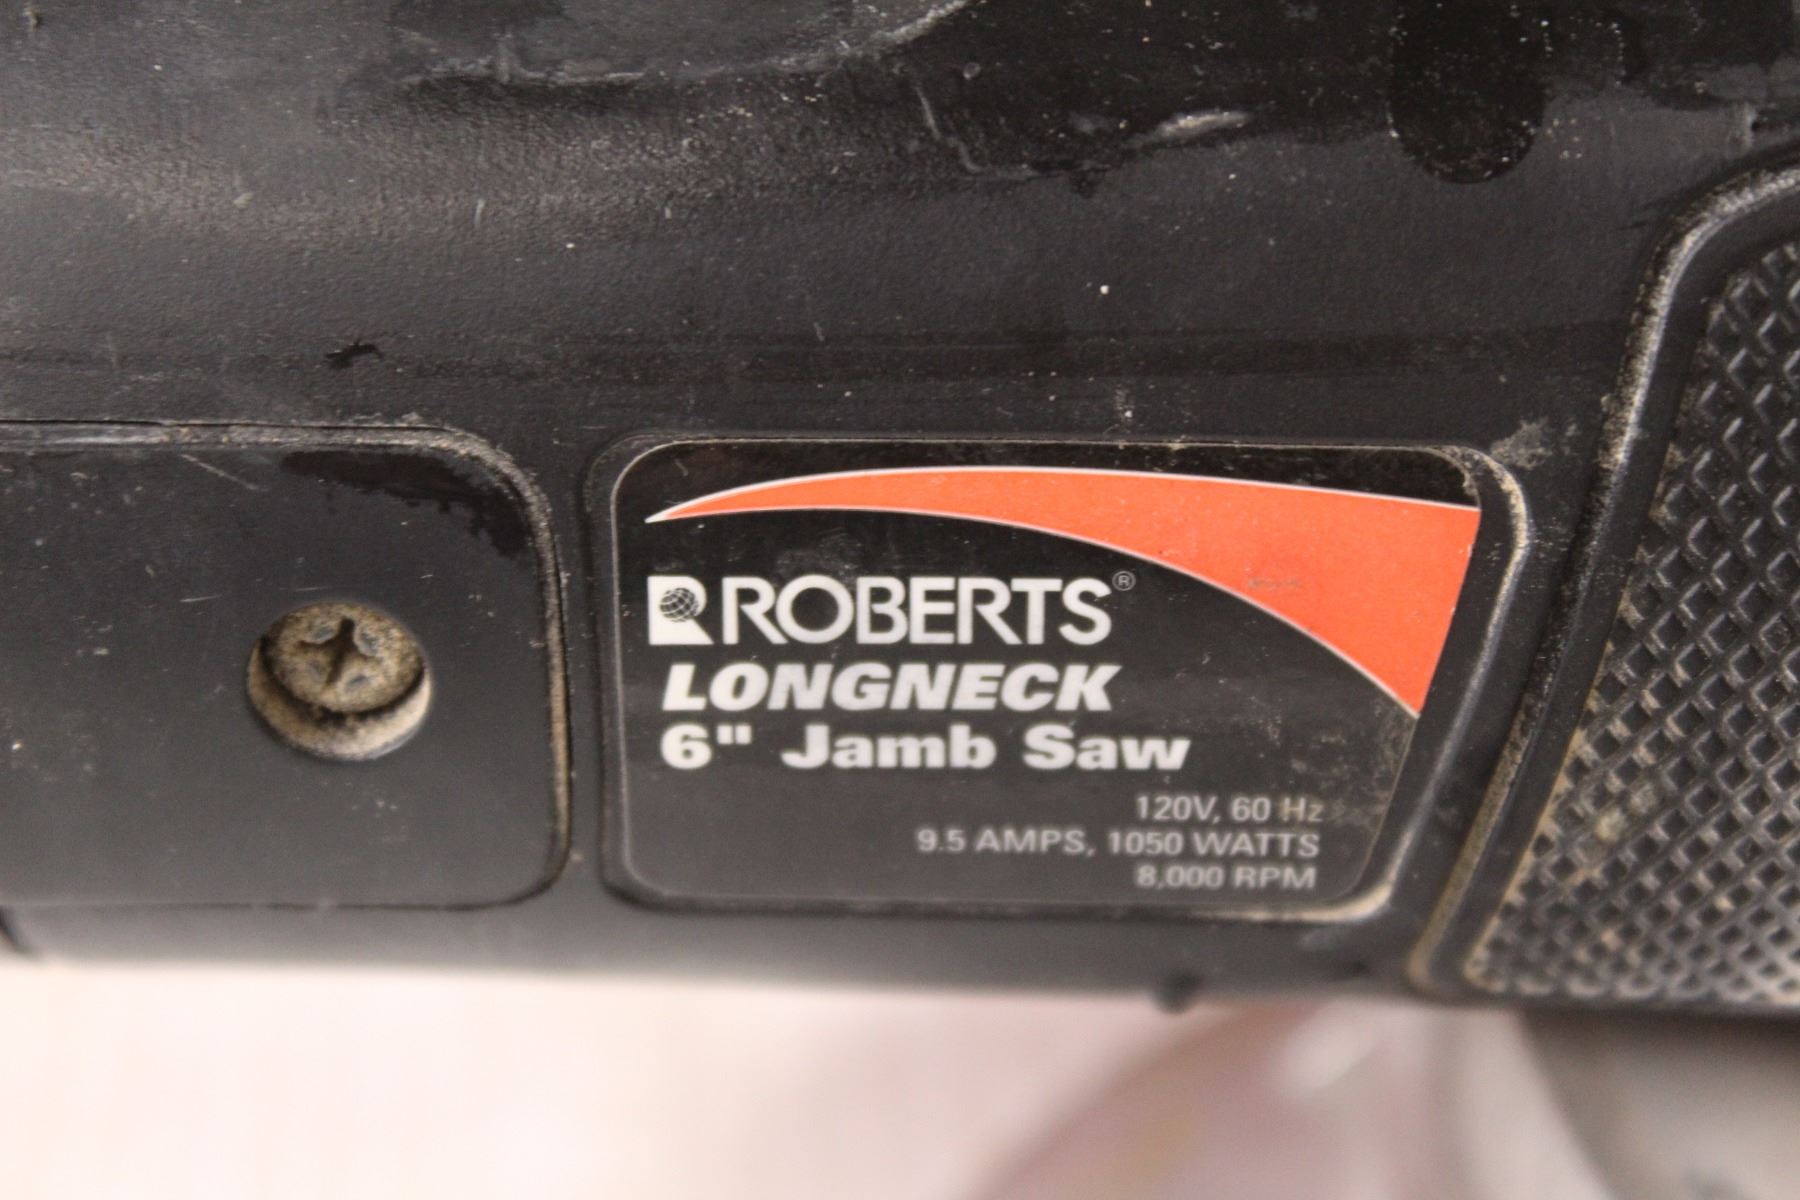 ROBERTS®
LONGNECK
6" Jamb Saw
120V, 60 Hz
9.5 AMPS, 1050 WATTS
8,000 RPM